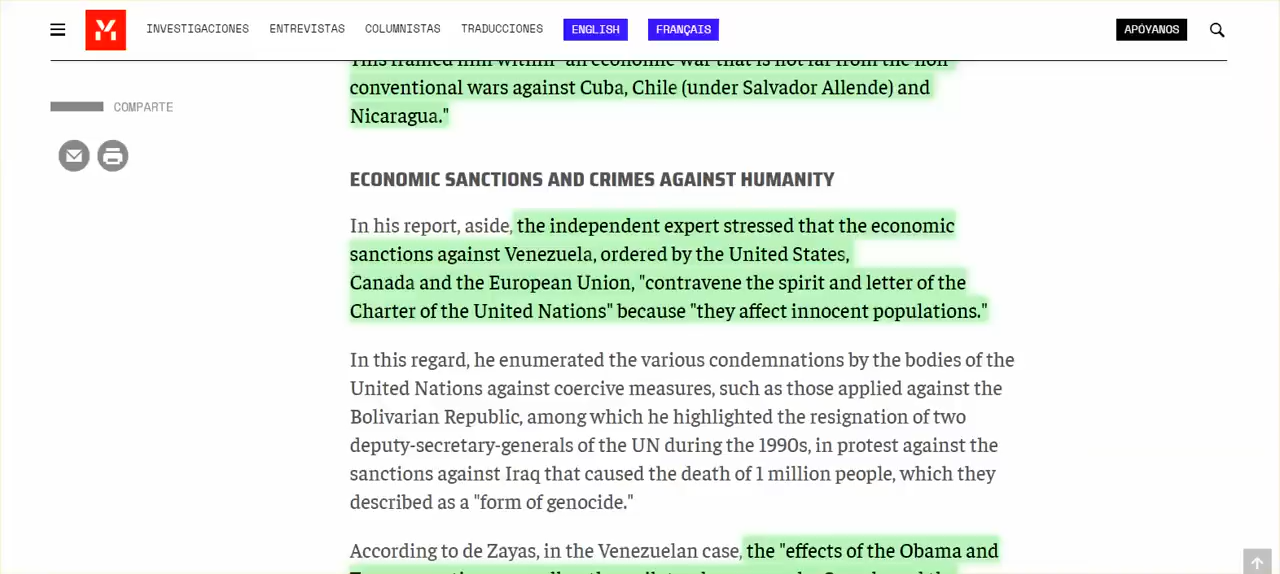 INVESTIGACIONES ENTREVISTAS COLUMNISTAS TRADUCCIONES ENGLISH FRANÇAIS APÓYANOS
conventional wars against Cuba, Chile (under Salvador Allende) and
Nicaragua."
COMPARTE
ECONOMIC SANCTIONS AND CRIMES AGAINST HUMANITY
In his report, aside, the independent expert stressed that the economic
sanctions against Venezuela, ordered by the United States,
Canada and the European Union, "contravene the spirit and letter of the
Charter of the United Nations" because "they affect innocent populations."
In this regard, he enumerated the various condemnations by the bodies of the
United Nations against coercive measures, such as those applied against the
Bolivarian Republic, among which he highlighted the resignation of two
deputy-secretary-generals of the UN during the 1990s, in protest against the
sanctions against Iraq that caused the death of 1 million people, which they
described as a "form of genocide."
According to de Zayas, in the Venezuelan case, the "effects of the Obama and